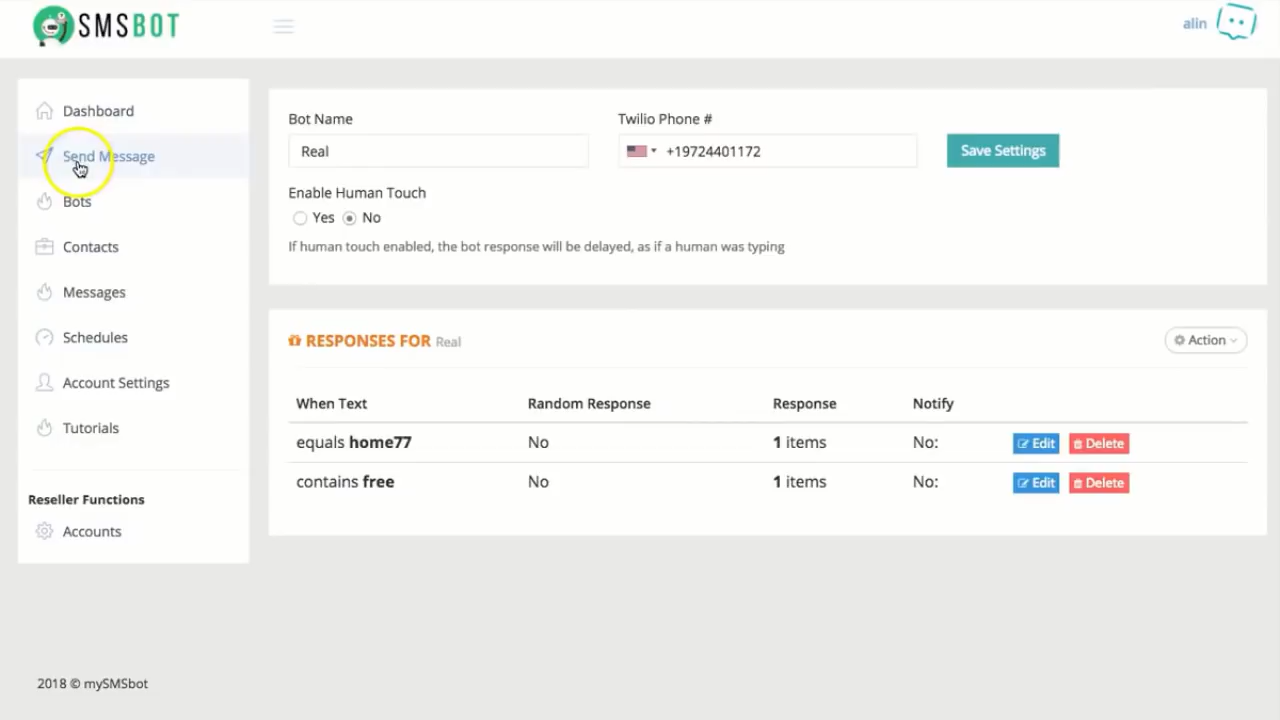 SMSBOT
alin
Dashboard
Send Message
Bots
Contacts
Messages
Schedules
Account Settings
Tutorials
Reseller Functions
Accounts
Bot Name
Twilio Phone #
Real
+19724401172
Save Settings
Enable Human Touch
Yes No
If human touch enabled, the bot response will be delayed, as if a human was typing
RESPONSES FOR Real
Action
When Text Random Response Response Notify
equals home77 No 1 items No: Edit Delete
contains free No 1 items No: Edit Delete
2018 © mySMSbot